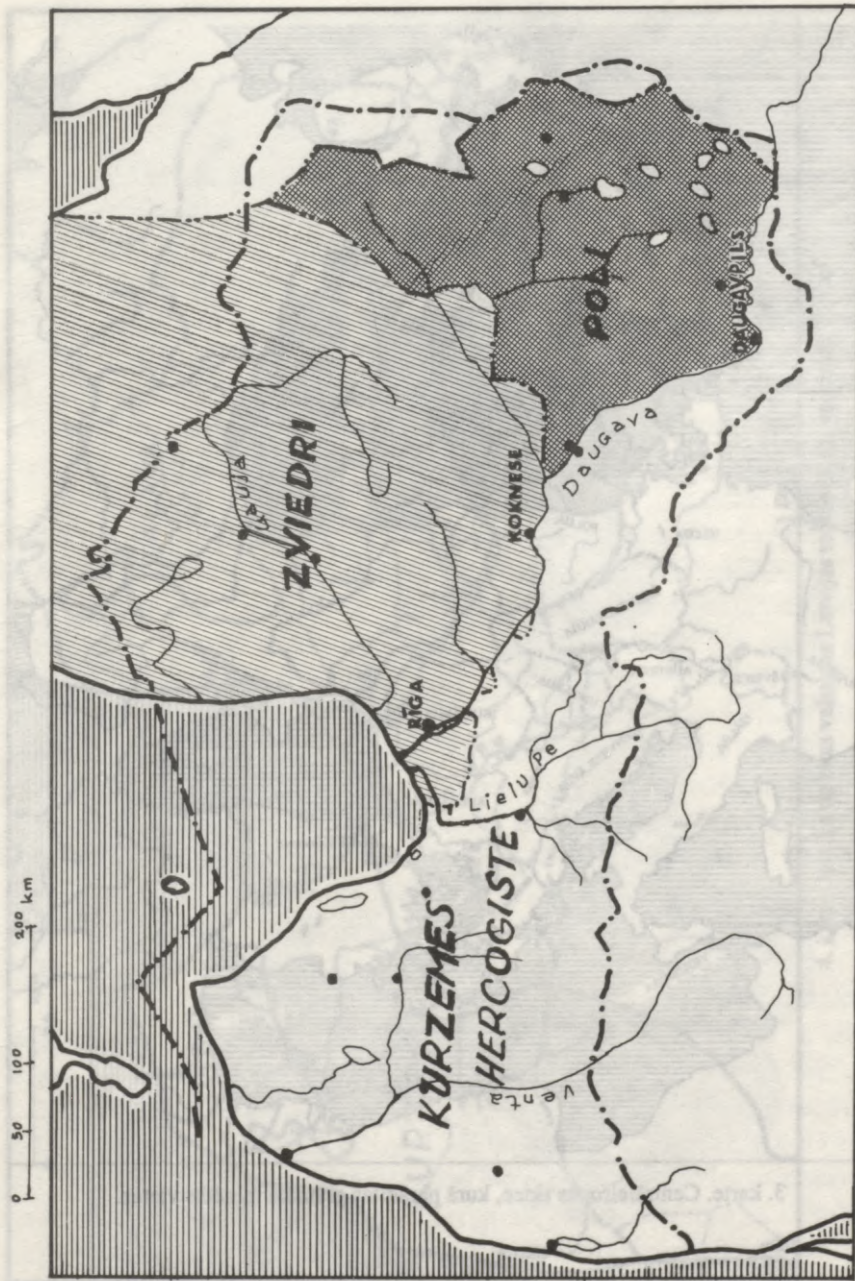 0 50 100 200 km
KURZEMES
HERCOGISTE
Venta
Lielupe
RĪGA
ZVIEDRI
Gauja
KOKNESE
DAUGAVA
POĻI
DAUGAVPILS